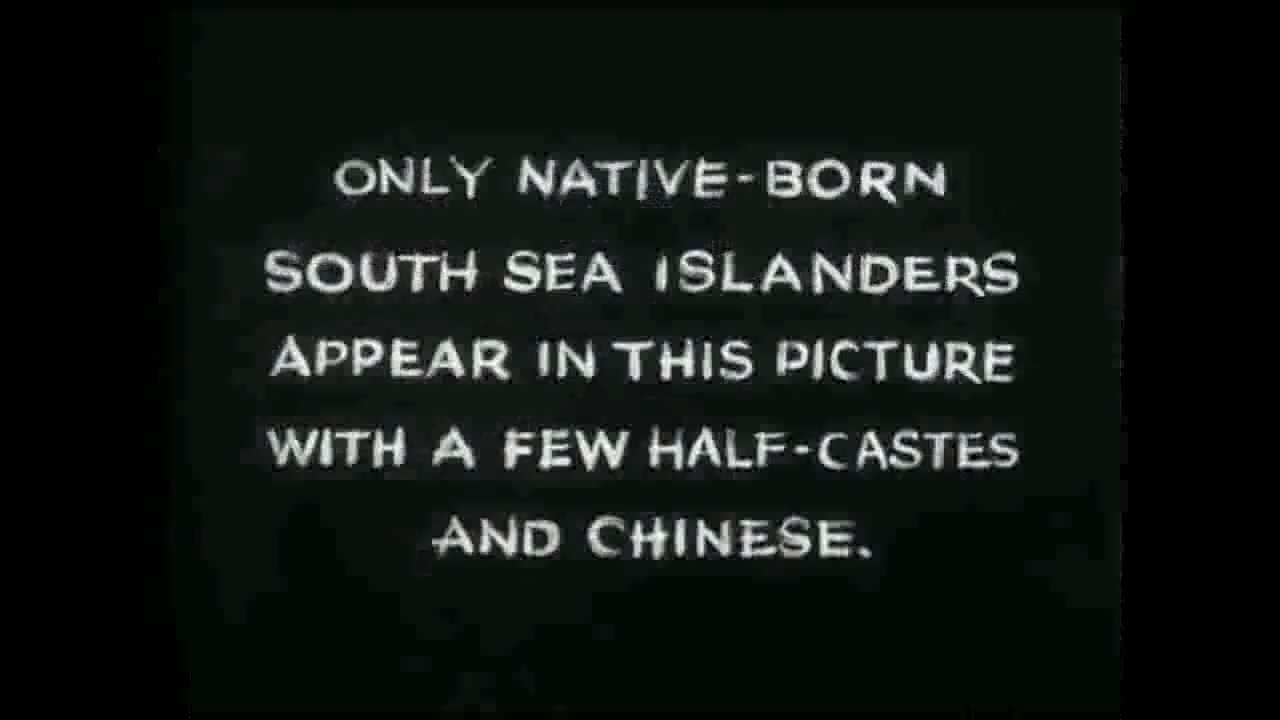 ONLY NATIVE-BORN
SOUTH SEA ISLANDERS
APPEAR IN THIS PICTURE
WITH A FEW HALF-CASTES
AND CHINESE.